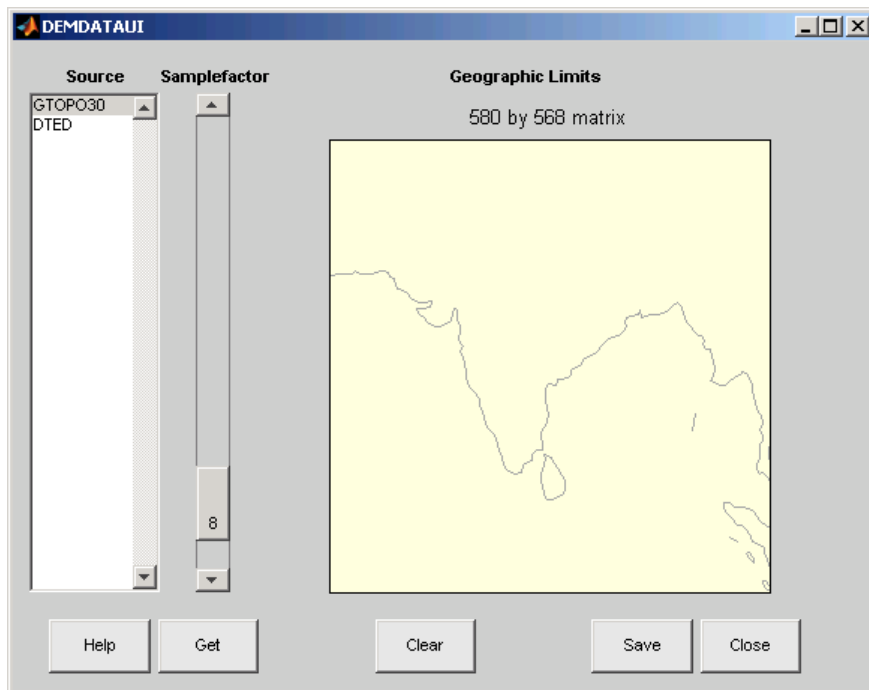 DEMDATAUI
Source
Samplefactor
Geographic Limits
GTOPO30
DTED
580 by 568 matrix
8
Help
Get
Clear
Save
Close